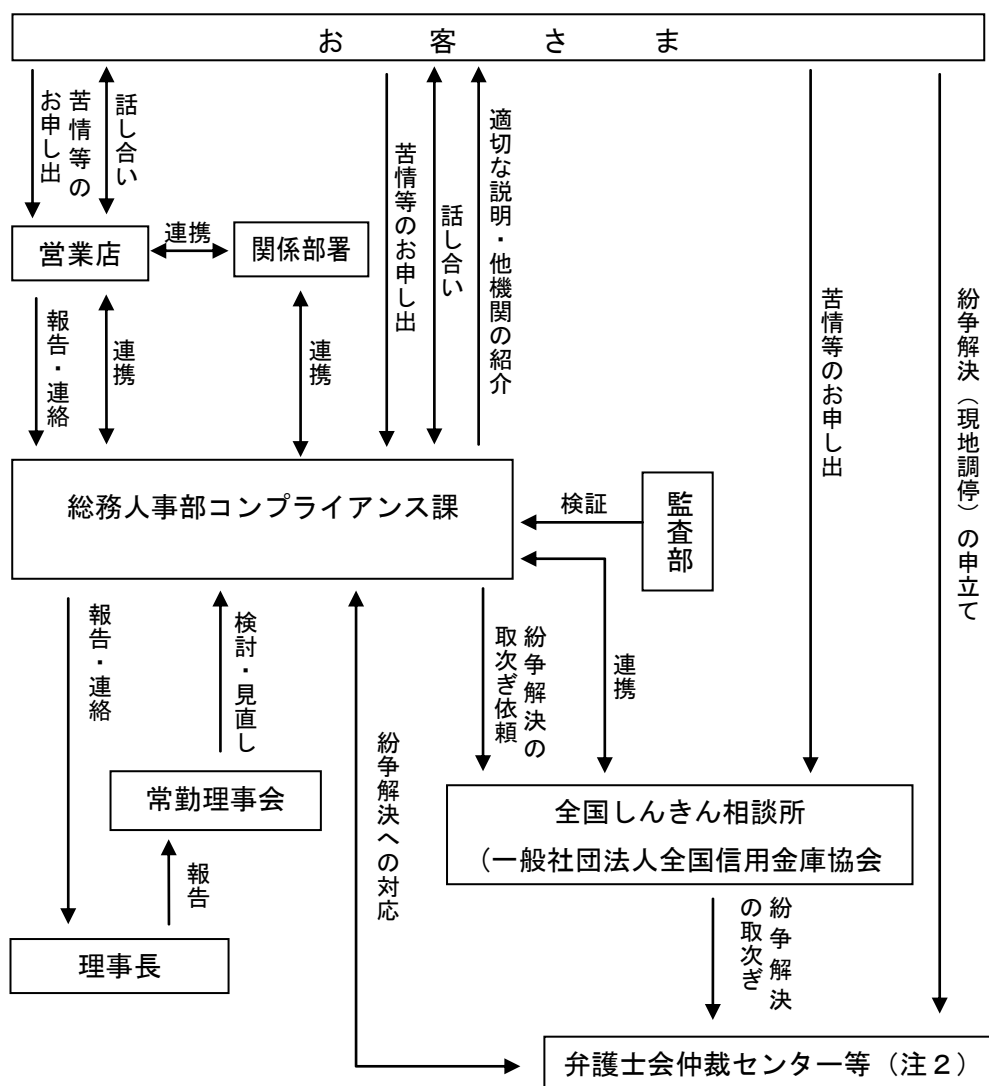 お客さま
苦情等の
お申し出
話し合い
苦情等のお申し出
話し合い
適切な説明・他機関の紹介
苦情等のお申し出
紛争解決（現地調停）の申立て
営業店
連携
関係部署
報告・連絡
連携
連携
総務人事部コンプライアンス課
検証
監査部
報告・連絡
検討・見直し
紛争解決への対応
紛争解決の
取次ぎ依頼
連携
常勤理事会
報告
理事長
全国しんきん相談所
（一般社団法人全国信用金庫協会
紛争解決
の取次ぎ
弁護士会仲裁センター等（注２）